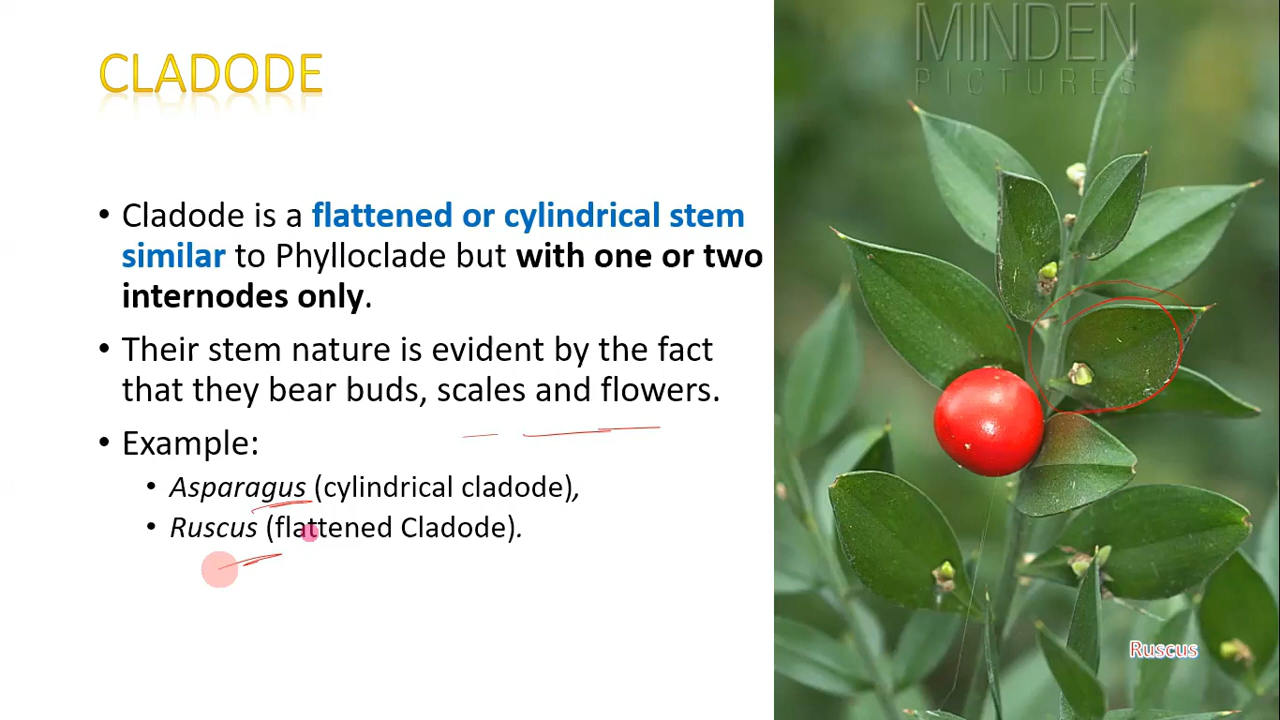 CLADODE
MINDEN
PICTURES
• Cladode is a flattened or cylindrical stem
similar to Phylloclade but with one or two
internodes only.
• Their stem nature is evident by the fact
that they bear buds, scales and flowers.
• Example:
• Asparagus (cylindrical cladode),
• Ruscus (flattened Cladode).
Ruscus